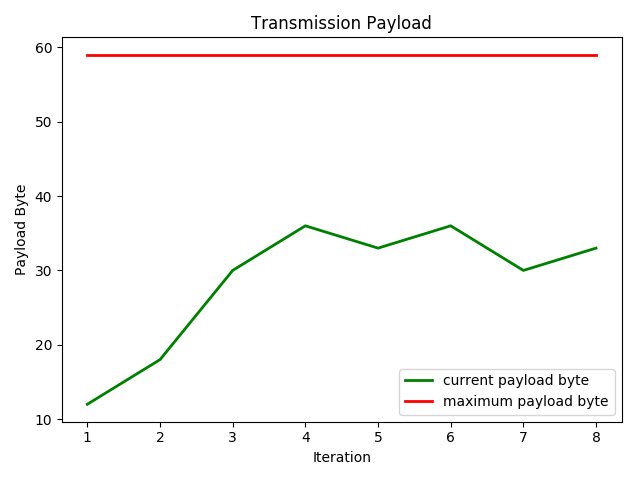 Transmission Payload
60
50
40
30
20
10
Payload Byte
current payload byte
maximum payload byte
1 2 3 4 5 6 7 8
Iteration